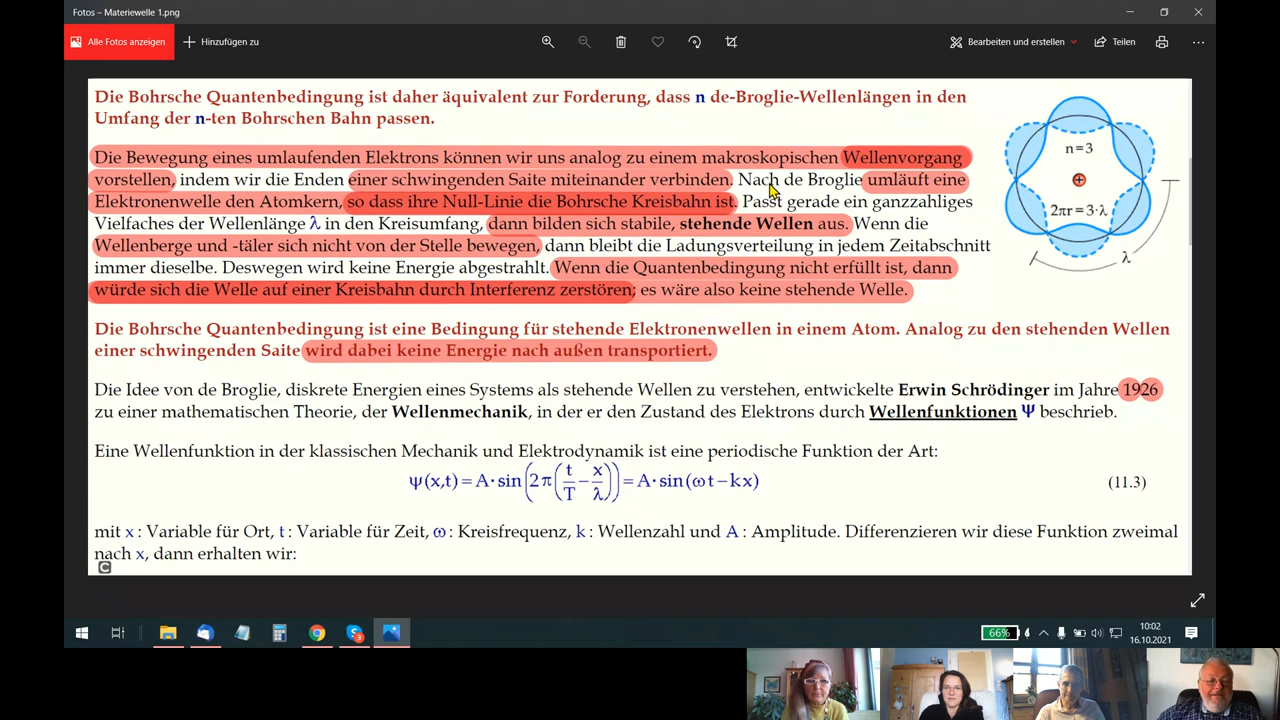 Fotos – Materiewelle 1.png
Alle Fotos anzeigen
Hinzufügen zu
Bearbeiten und erstellen
Teilen
Die Bohrsche Quantenbedingung ist daher äquivalent zur Forderung, dass n de-Broglie-Wellenlängen in den
Umfang der n-ten Bohrschen Bahn passen.
Die Bewegung eines umlaufenden Elektrons können wir uns analog zu einem makroskopischen Wellenvorgang
vorstellen, indem wir die Enden einer schwingenden Saite miteinander verbinden. Nach de Broglie umläuft eine
Elektronenwelle den Atomkern, so dass ihre Null-Linie die Bohrsche Kreisbahn ist. Passt gerade ein ganzzahliges
Vielfaches der Wellenlänge λ in den Kreisumfang, dann bilden sich stabile, stehende Wellen aus. Wenn die
Wellenberge und -täler sich nicht von der Stelle bewegen, dann bleibt die Ladungsverteilung in jedem Zeitabschnitt
immer dieselbe. Deswegen wird keine Energie abgestrahlt. Wenn die Quantenbedingung nicht erfüllt ist, dann
würde sich die Welle auf einer Kreisbahn durch Interferenz zerstören; es wäre also keine stehende Welle.
n=3
+
2πr=3·λ
λ
Die Bohrsche Quantenbedingung ist eine Bedingung für stehende Elektronenwellen in einem Atom. Analog zu den stehenden Wellen
einer schwingenden Saite wird dabei keine Energie nach außen transportiert.
Die Idee von de Broglie, diskrete Energien eines Systems als stehende Wellen zu verstehen, entwickelte Erwin Schrödinger im Jahre 1926
zu einer mathematischen Theorie, der Wellenmechanik, in der er den Zustand des Elektrons durch Wellenfunktionen Ψ beschrieb.
Eine Wellenfunktion in der klassischen Mechanik und Elektrodynamik ist eine periodische Funktion der Art:
ψ(x,t) = A·sin(2π(t/T − x/λ)) = A·sin(ωt−kx) (11.3)
mit x : Variable für Ort, t : Variable für Zeit, ω : Kreisfrequenz, k : Wellenzahl und A : Amplitude. Differenzieren wir diese Funktion zweimal
nach x, dann erhalten wir:
C
66%
10:02
16.10.2021